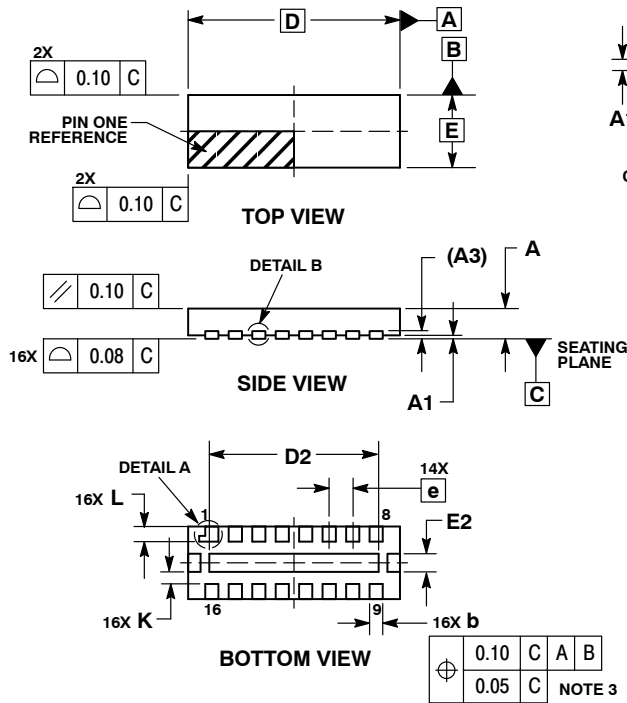 D
A
B
2X
0.10 C
PIN ONE
REFERENCE
E
2X
0.10 C
TOP VIEW
DETAIL B
(A3)
A
0.10 C
16X 0.08 C
SIDE VIEW
A1
SEATING
PLANE
C
DETAIL A
D2
14X
e
16X L
1
8
E2
16X K
16
9
16X b
BOTTOM VIEW
0.10 C A B
0.05 C NOTE 3